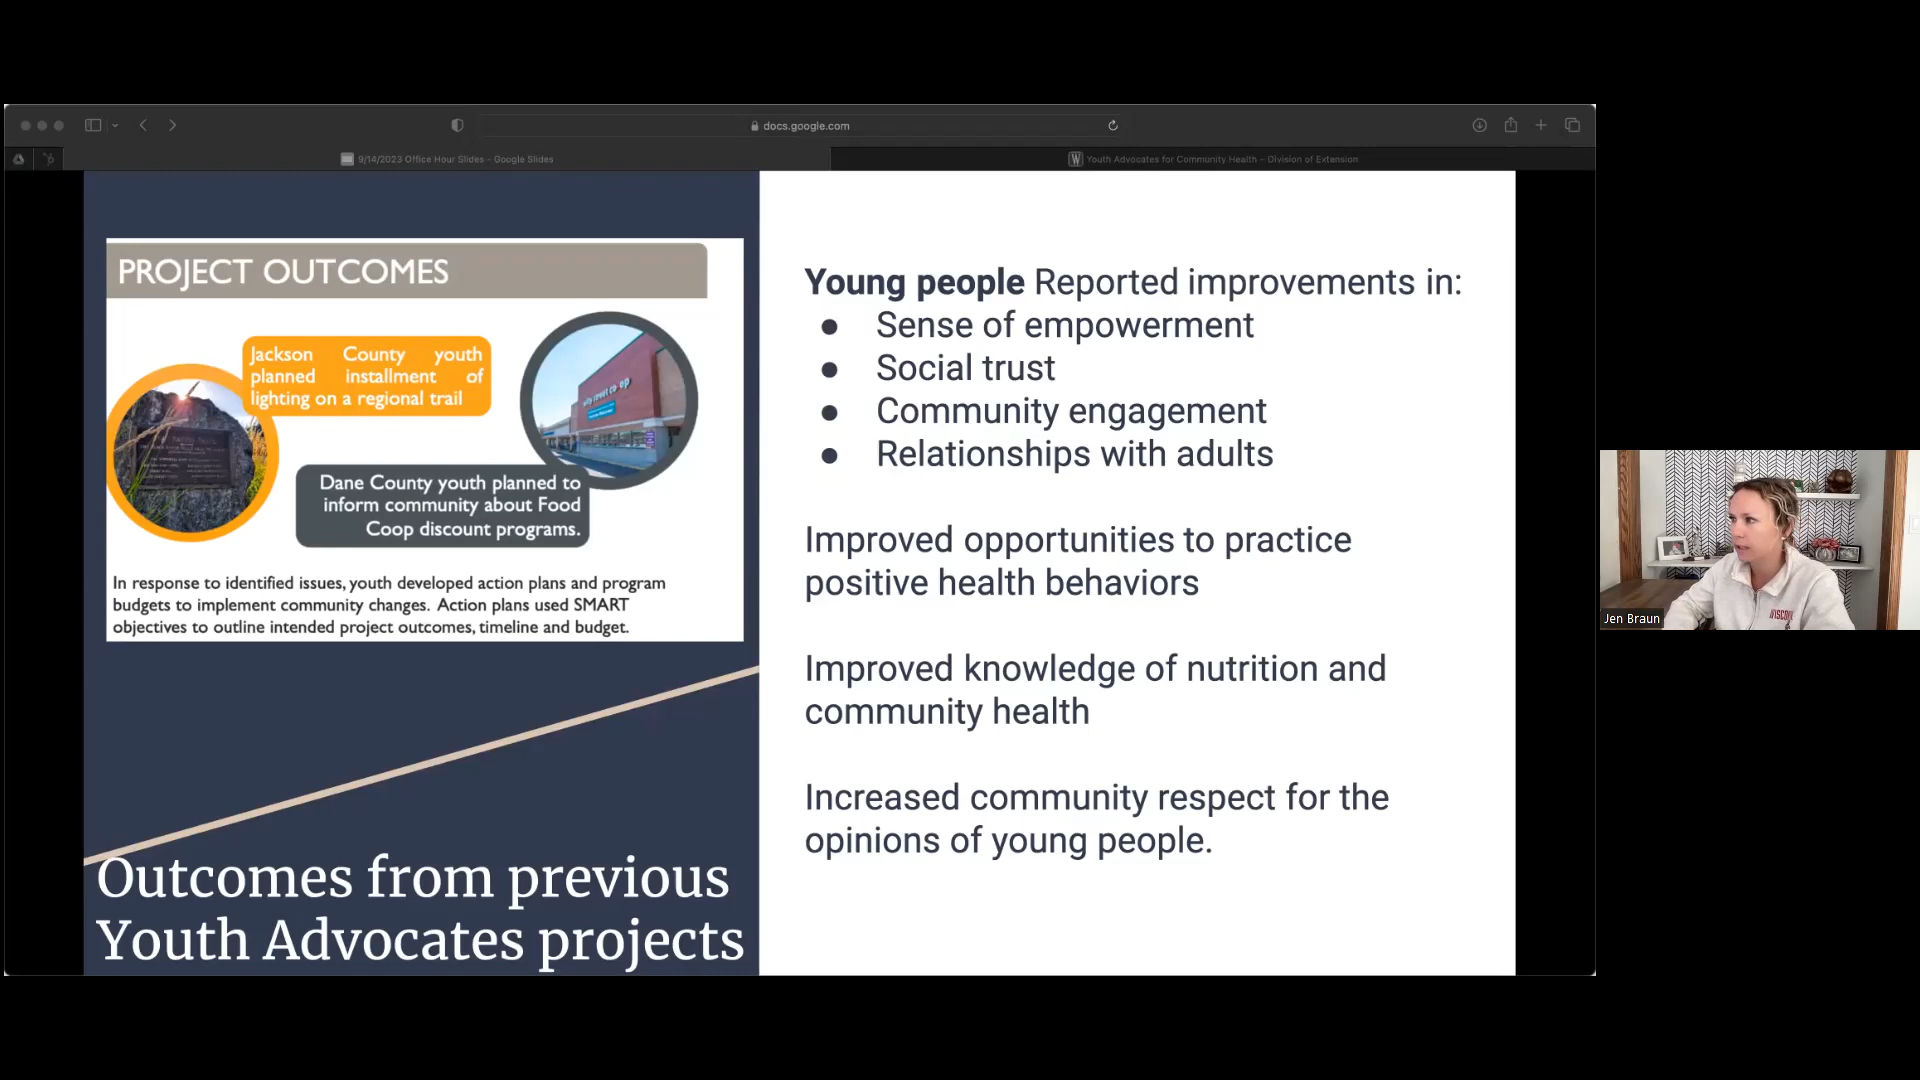 docs.google.com
9/14/2023 Office Hour Slides - Google Slides
Youth Advocates for Community Health – Division of Extension
PROJECT OUTCOMES
Jackson County youth
planned installment of
lighting on a regional trail
willy street co-op
Dane County youth planned to
inform community about Food
Coop discount programs.
In response to identified issues, youth developed action plans and program
budgets to implement community changes. Action plans used SMART
objectives to outline intended project outcomes, timeline and budget.
Outcomes from previous
Youth Advocates projects
Young people Reported improvements in:
● Sense of empowerment
● Social trust
● Community engagement
● Relationships with adults
Improved opportunities to practice
positive health behaviors
Improved knowledge of nutrition and
community health
Increased community respect for the
opinions of young people.
Jen Braun